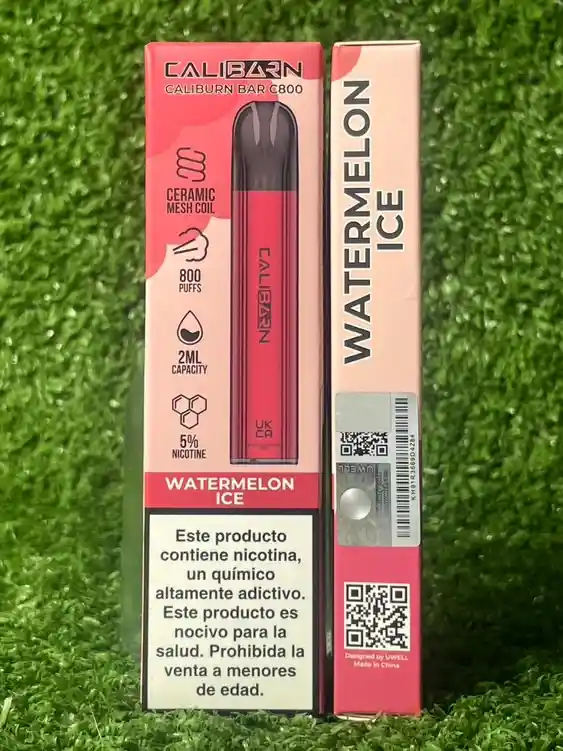 CALIBARN
CALIBURN BAR C800
CERAMIC
MESH COIL
800
PUFFS
2ML
CAPACITY
5%
NICOTINE
CALIBARN
UK
CA
WATERMELON
ICE
Este producto
contiene nicotina,
un químico
altamente adictivo.
Este producto es
nocivo para la
salud. Prohibida la
venta a menores
de edad.
WATERMELON
ICE
UWELL
Designed by UWELL
Made in China